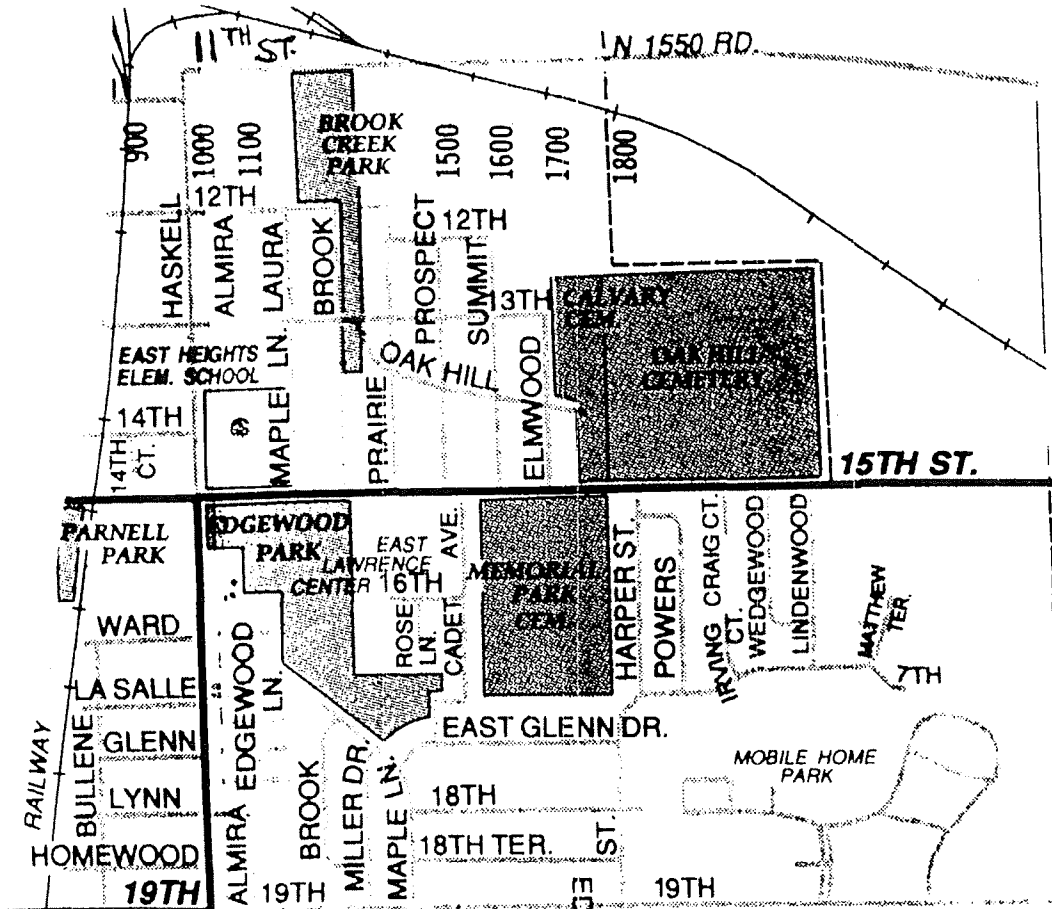 11TH ST.
N 1550 RD.
900
1000
1100
BROOK
CREEK
PARK
1500
1600
1700
1800
HASKELL
12TH
ALMIRA
LAURA
BROOK
PROSPECT
12TH
SUMMIT
13TH
CALVARY
CEM.
OAK HILL
CEMETERY
EAST HEIGHTS
ELEM. SCHOOL
MAPLE LN.
OAK HILL
PRAIRIE
ELMWOOD
14TH
14TH
CT.
15TH ST.
PARNELL
PARK
EDGEWOOD
PARK
EAST
LAWRENCE
CENTER
16TH
ROSE
LN.
CADET AVE.
MEMORIAL
PARK
CEM.
HARPER ST.
POWERS
IRVING
CT.
CRAIG CT.
WEDGEWOOD
LINDENWOOD
MATTHEW
TER.
7TH
WARD
LA SALLE
GLENN
LYNN
HOMEWOOD
BULLENE
RAILWAY
EDGEWOOD
LN.
ALMIRA
BROOK
MILLER DR.
MAPLE LN.
EAST GLENN DR.
MOBILE HOME
PARK
18TH
18TH TER.
ST.
19TH
19TH
19TH